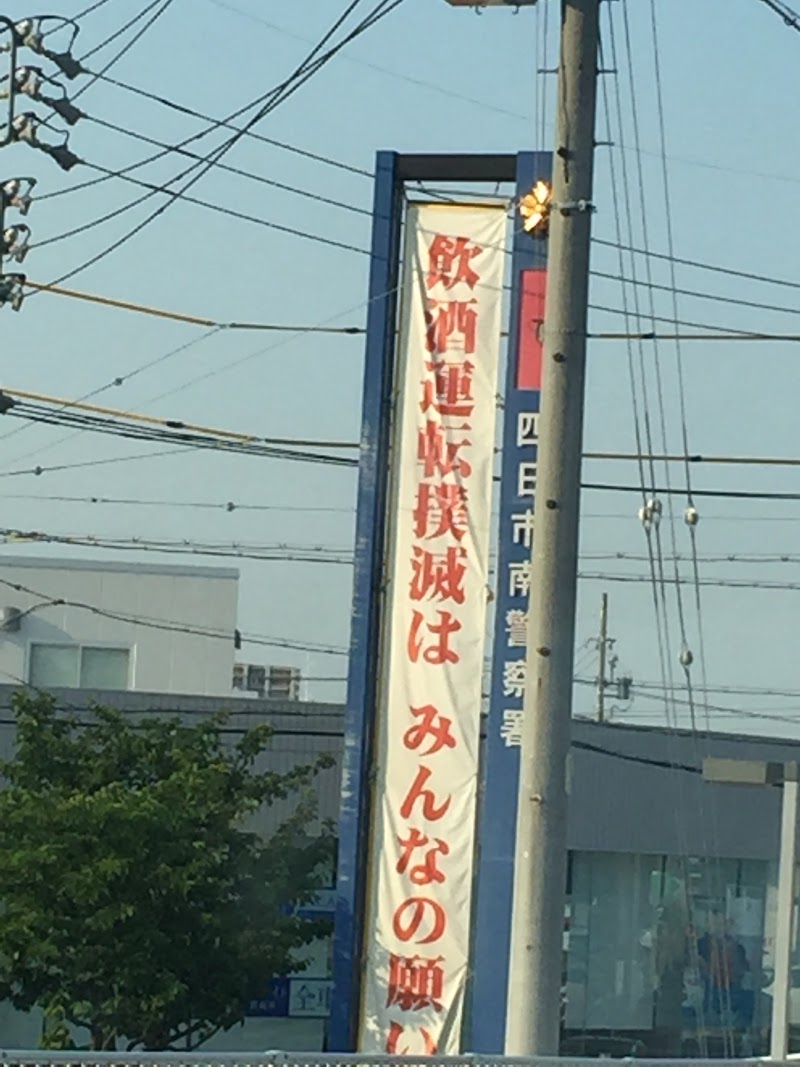 飲酒運転撲滅は みんなの願い
四日市南警察署